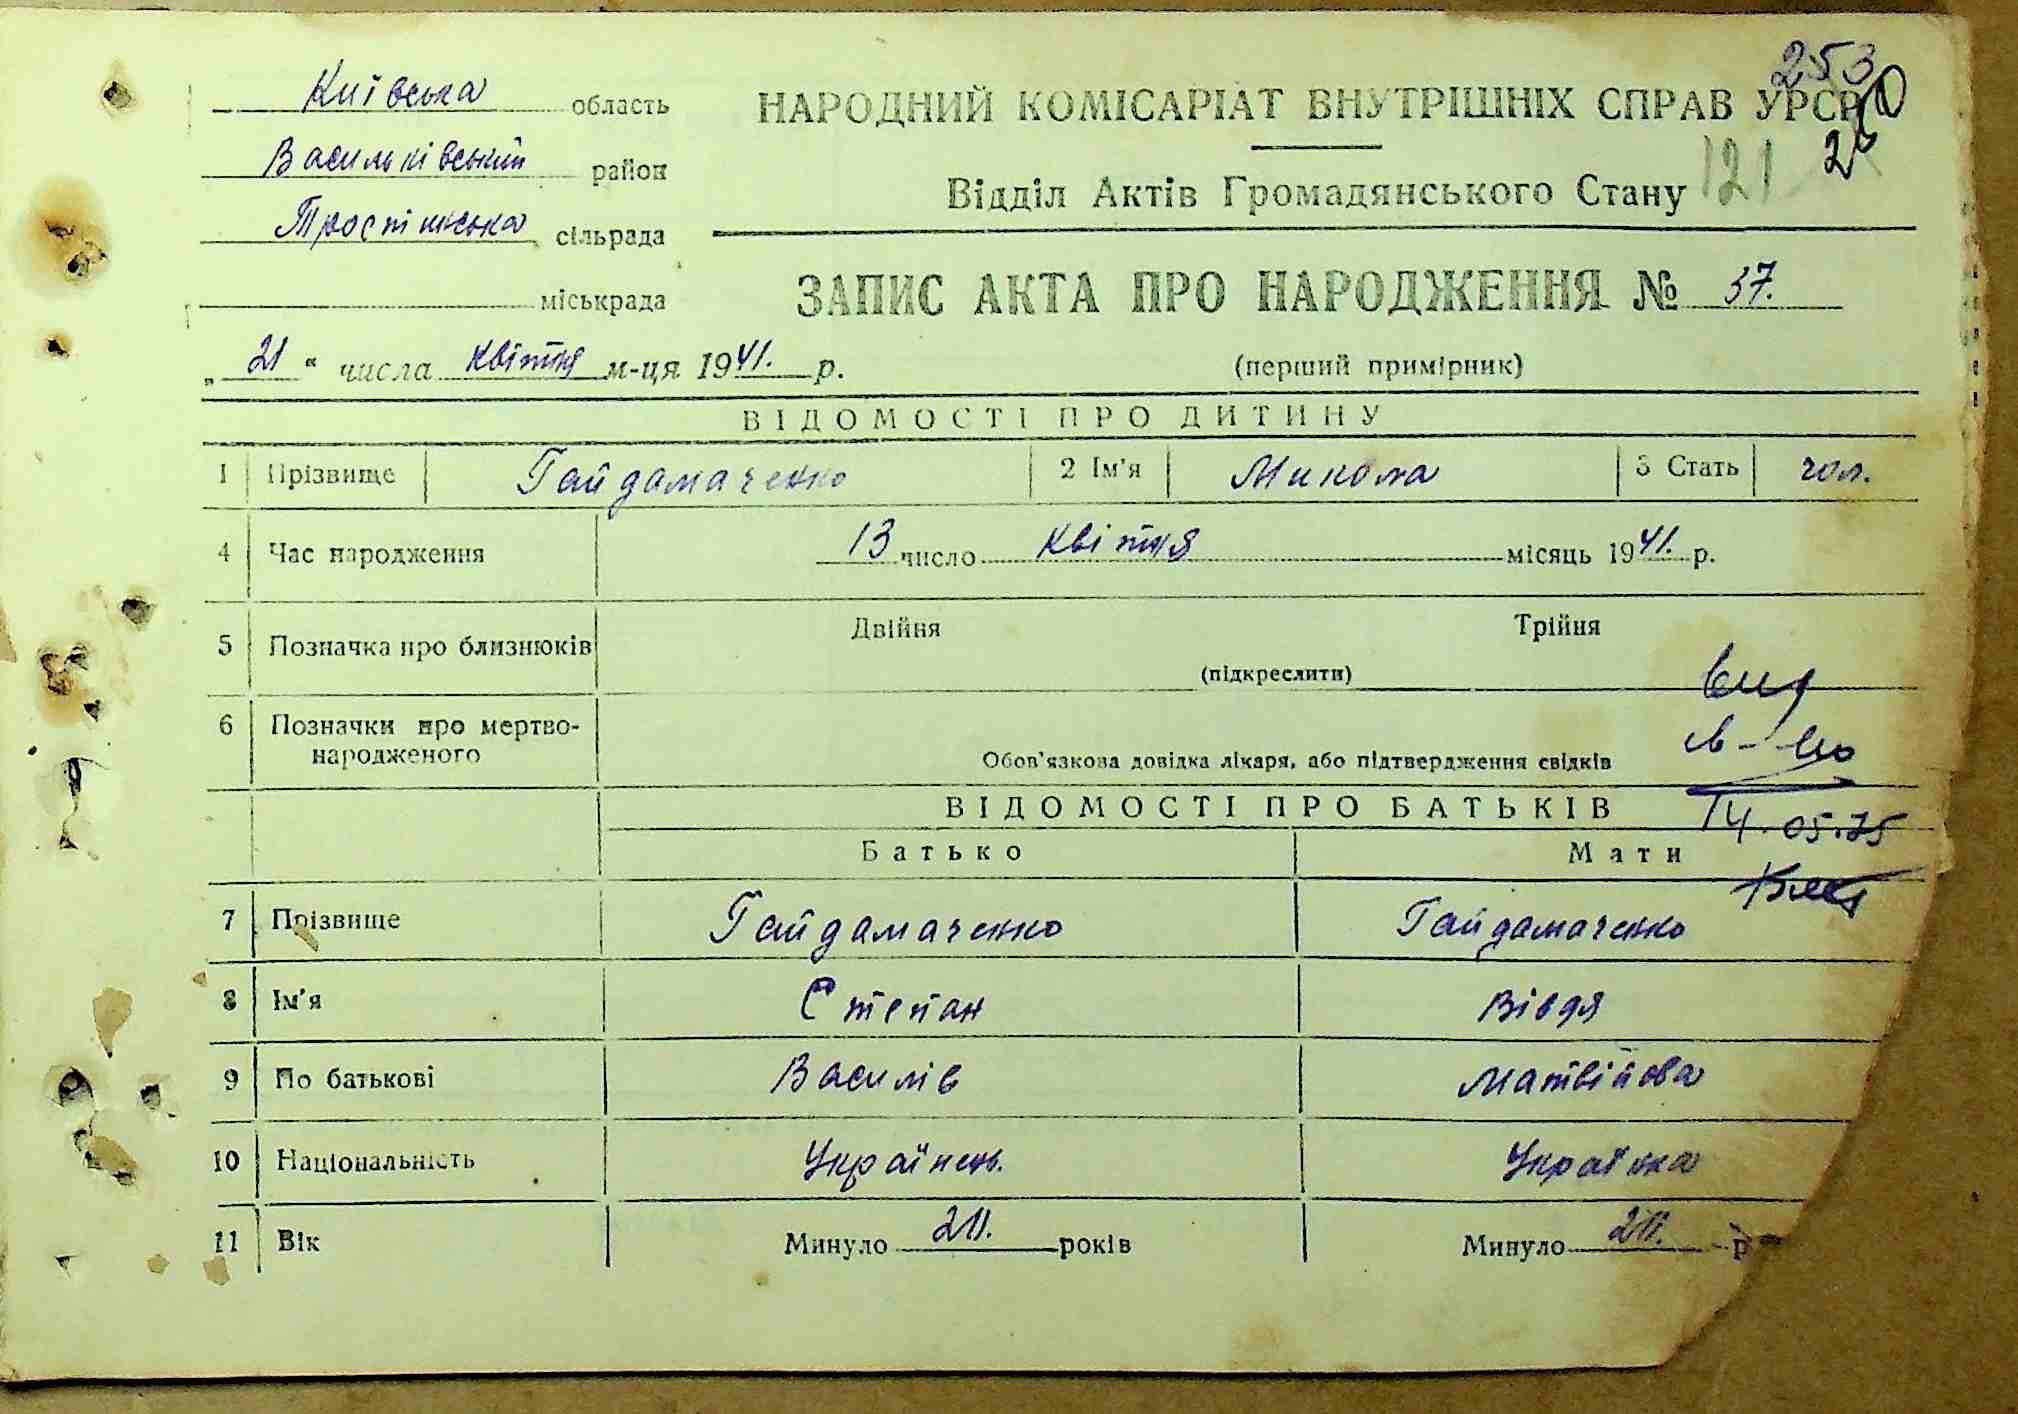 253
Київська область
НАРОДНИЙ КОМІСАРІАТ ВНУТРІШНІХ СПРАВ УРСР
Васильківський район
121
Відділ Актів Громадянського Стану
Тростинська сільрада
міськрада
ЗАПИС АКТА ПРО НАРОДЖЕННЯ № 37.
„21" числа квітня м-ця 1941. р.
(перший примірник)
ВІДОМОСТІ ПРО ДИТИНУ
1 Прізвище Гайдамаченко 2 Ім'я Микола 3 Стать чол.
4 Час народження 13 число квітня місяць 1941. р.
5 Позначка про близнюків Двійня Трійня
(підкреслити)
6 Позначки про мертво-
народженого
Обов'язкова довідка лікаря, або підтвердження свідків
ВІДОМОСТІ ПРО БАТЬКІВ
14.05.75
Батько Мати
7 Прізвище Гайдамаченко Гайдамаченко
8 Ім'я Степан Вівдя
9 По батькові Василів Матвійова
10 Національність Українець. Українка
11 Вік Минуло років Минуло р